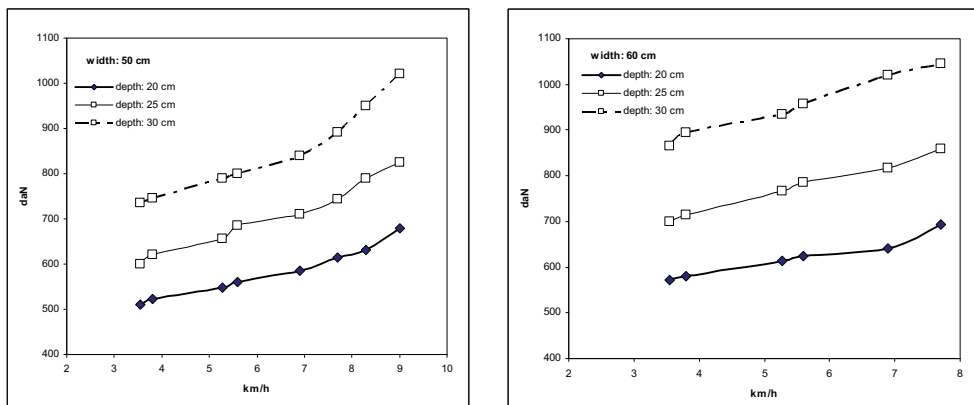 1100
1000
900
800
700
600
500
400
daN
width: 50 cm
depth: 20 cm
depth: 25 cm
depth: 30 cm
2 3 4 5 6 7 8 9 10
km/h
1100
1000
900
800
700
600
500
400
daN
width: 60 cm
depth: 20 cm
depth: 25 cm
depth: 30 cm
2 3 4 5 6 7 8
km/h